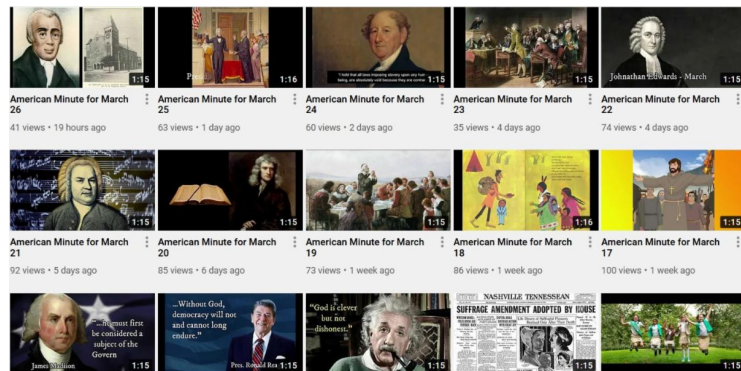 1:15
Presi
1:16
"I hold that all laws imposing slavery upon any human
being, are absolutely void because they are contrary
1:15
1:15
Johnathan Edwards - March
1:15
American Minute for March
26
41 views • 19 hours ago
American Minute for March
25
63 views • 1 day ago
American Minute for March
24
60 views • 2 days ago
American Minute for March
23
35 views • 4 days ago
American Minute for March
22
74 views • 4 days ago
1:15
1:15
1:15
1:16
1:15
American Minute for March
21
92 views • 5 days ago
American Minute for March
20
85 views • 6 days ago
American Minute for March
19
73 views • 1 week ago
American Minute for March
18
86 views • 1 week ago
American Minute for March
17
100 views • 1 week ago
"...he must first
be considered a
subject of the
Govern
James Madison
1:15
...Without God,
democracy will not
and cannot long
endure."
Pres. Ronald Rea
1:15
"God is clever
but not
dishonest."
1:15
NASHVILLE TENNESSEAN
SUFFRAGE AMENDMENT ADOPTED BY HOUSE
1:15
1:15